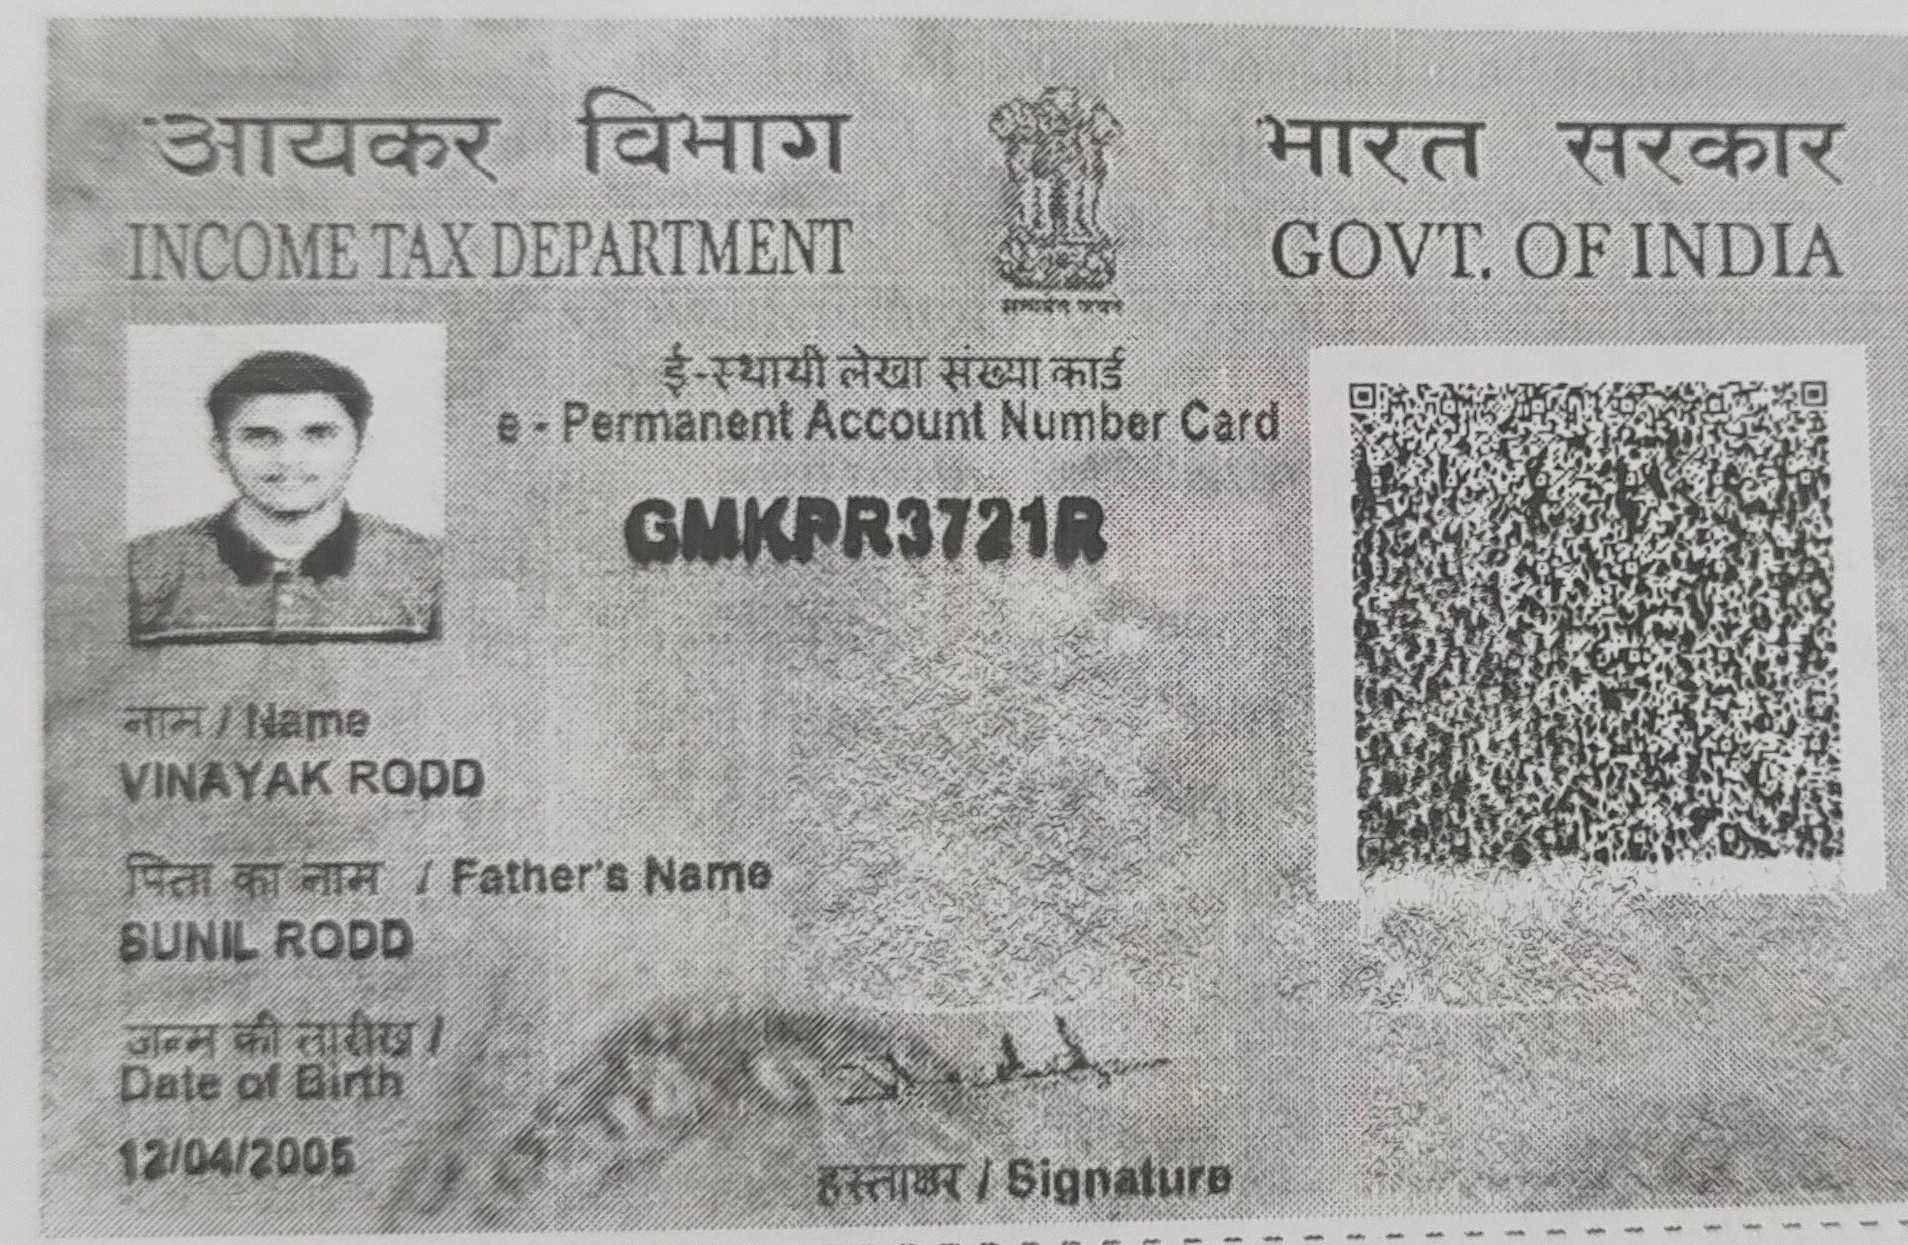 आयकर विभाग
INCOME TAX DEPARTMENT
भारत सरकार
GOVT. OF INDIA
सत्यमेव जयते
ई-स्थायी लेखा संख्या कार्ड
e - Permanent Account Number Card
GMKPR3721R
नाम / Name
VINAYAK RODD
पिता का नाम / Father's Name
SUNIL RODD
जन्म की तारीख /
Date of Birth
12/04/2005
हस्ताक्षर / Signature